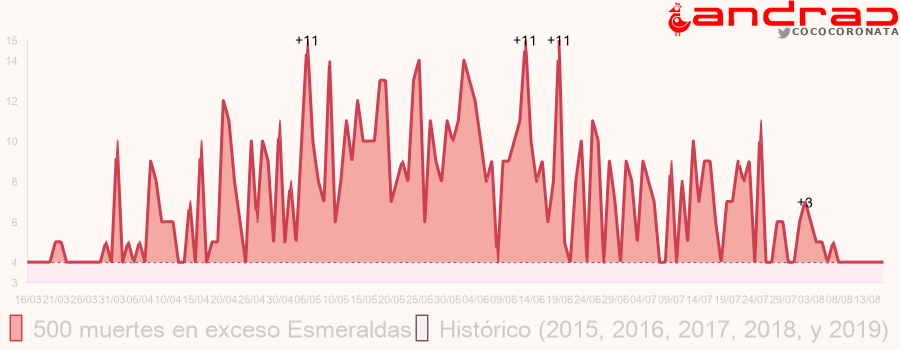 andrab
COCOCORONATA
+11
+11
+11
+3
15
14
12
10
8
6
4
3
16/03 21/03 26/03 31/03 05/04 10/04 15/04 20/04 25/04 30/04 05/05 10/05 15/05 20/05 25/05 30/05 04/06 09/06 14/06 19/06 24/06 29/06 04/07 09/07 14/07 19/07 24/07 29/07 03/08 08/08 13/08
500 muertes en exceso Esmeraldas
Histórico (2015, 2016, 2017, 2018, y 2019)